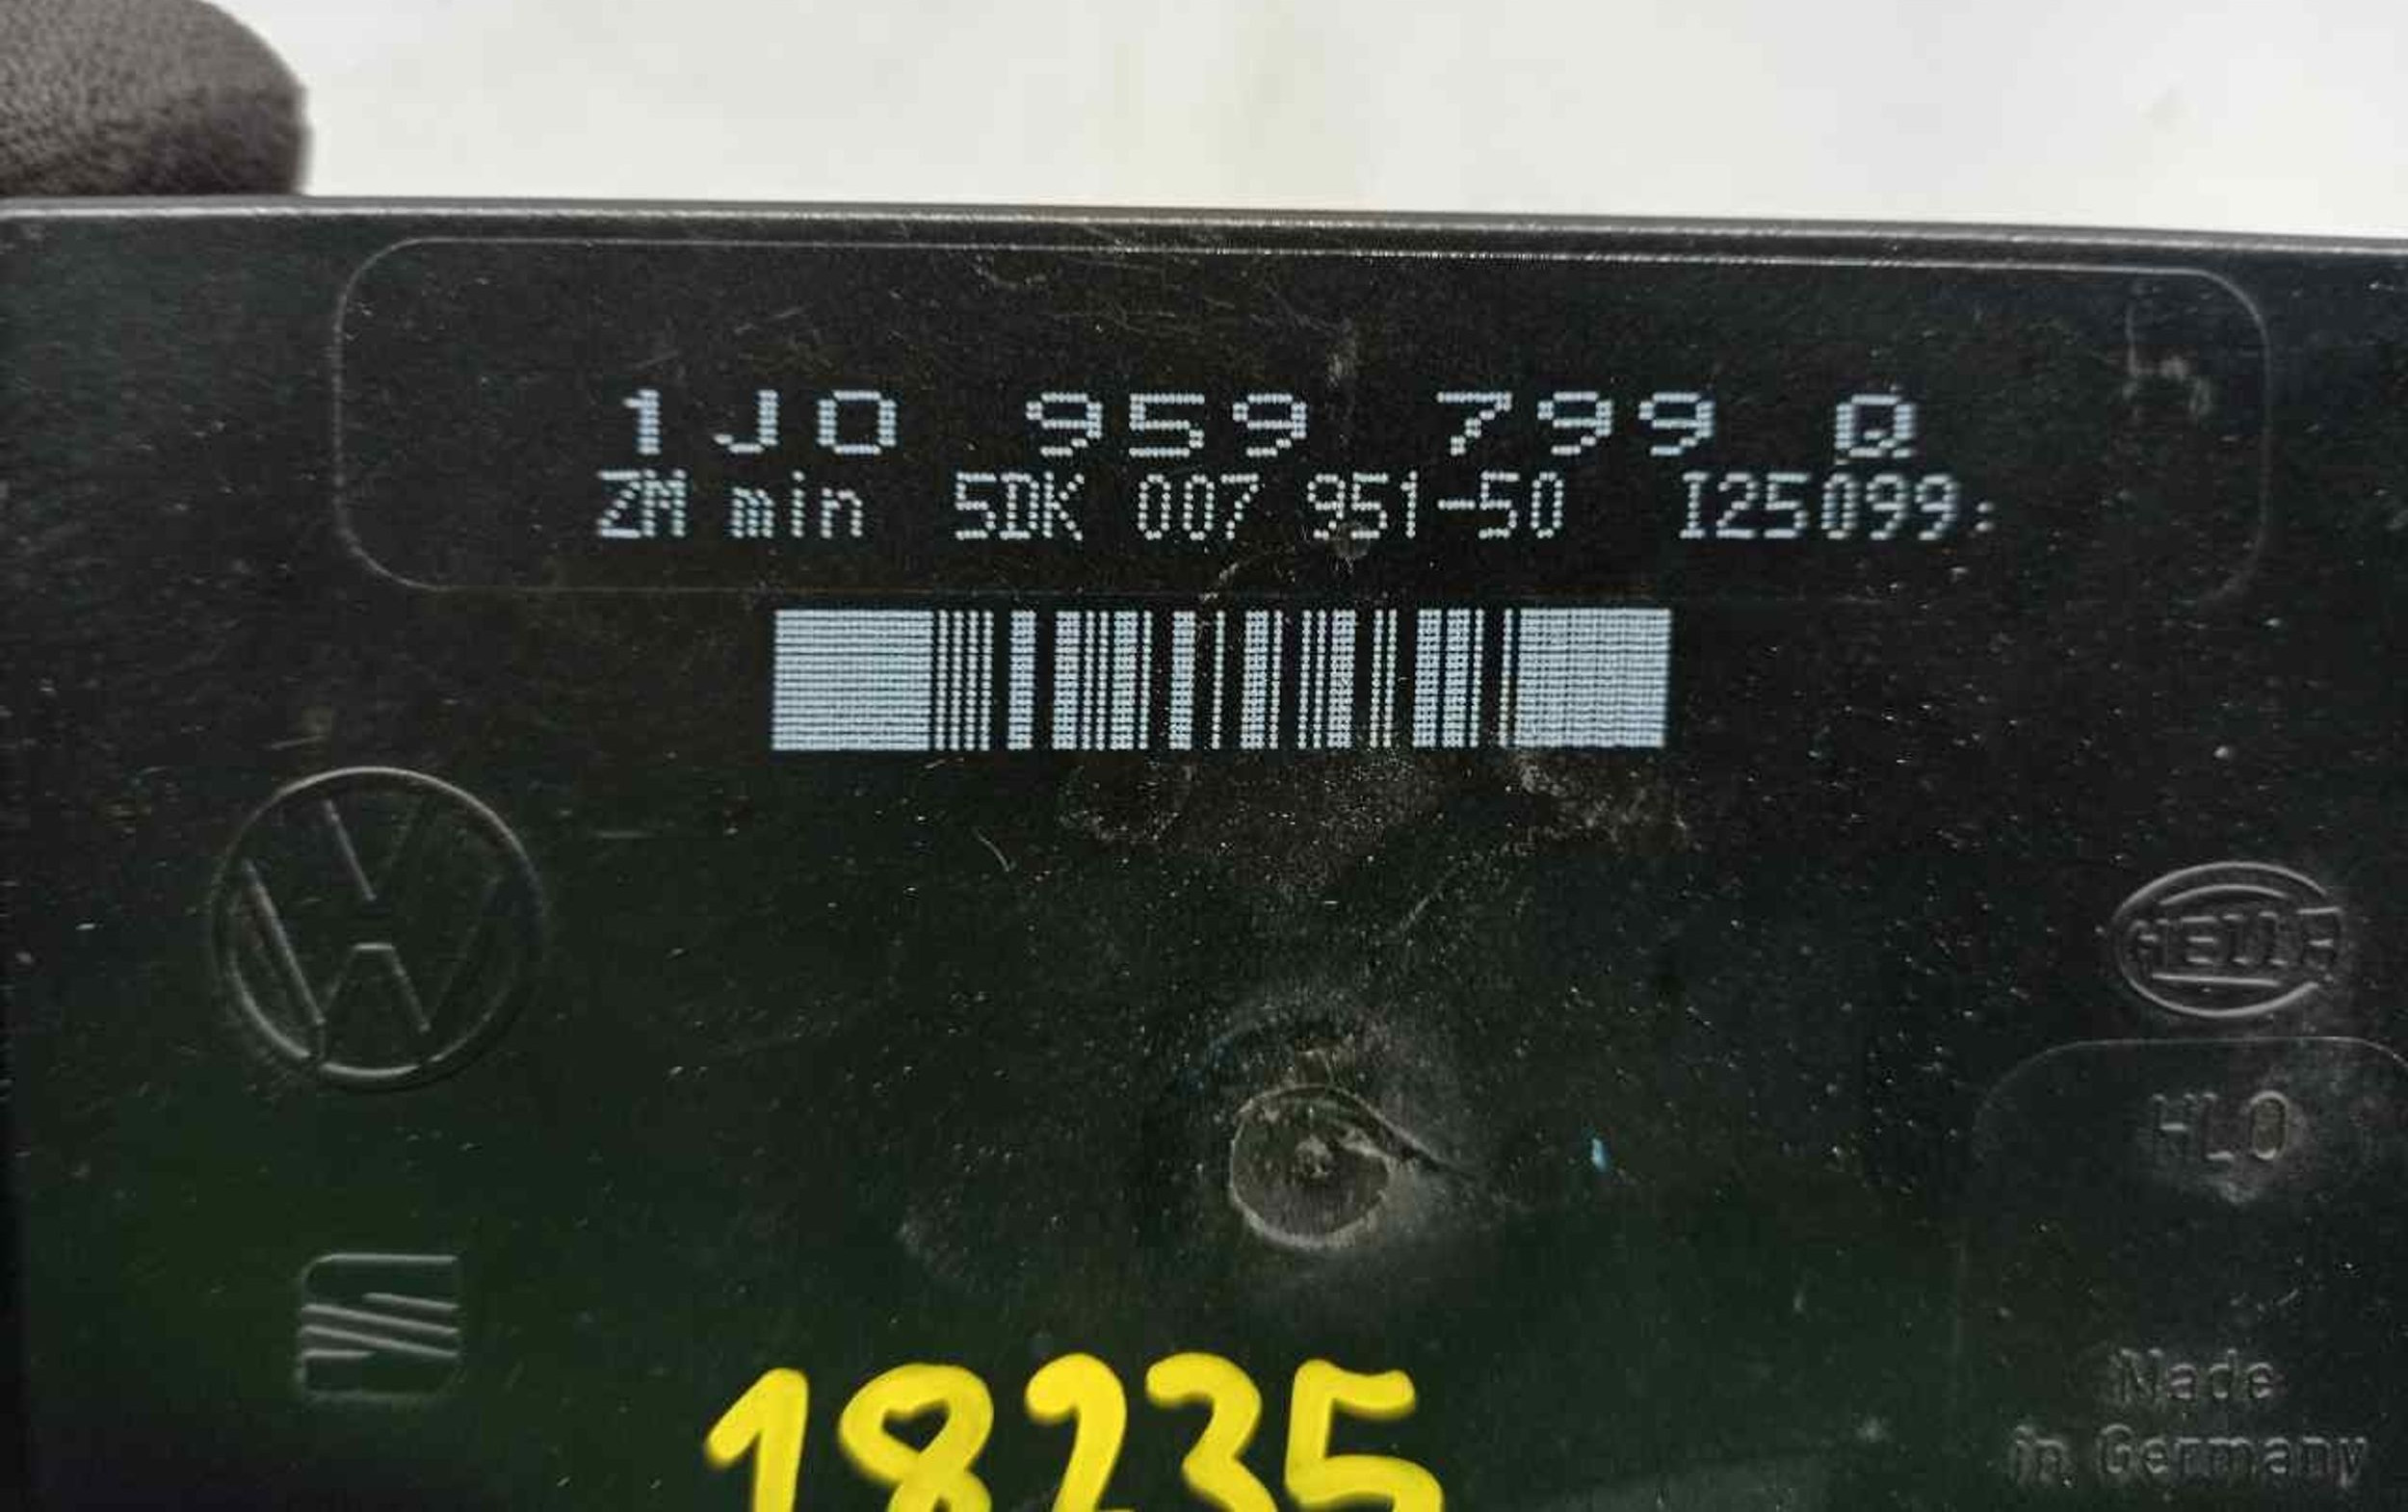 1J0 959 799 Q
ZM min 5DK 007 951-50 I25099;
HELLA
HLO
Made
in Germany
18235